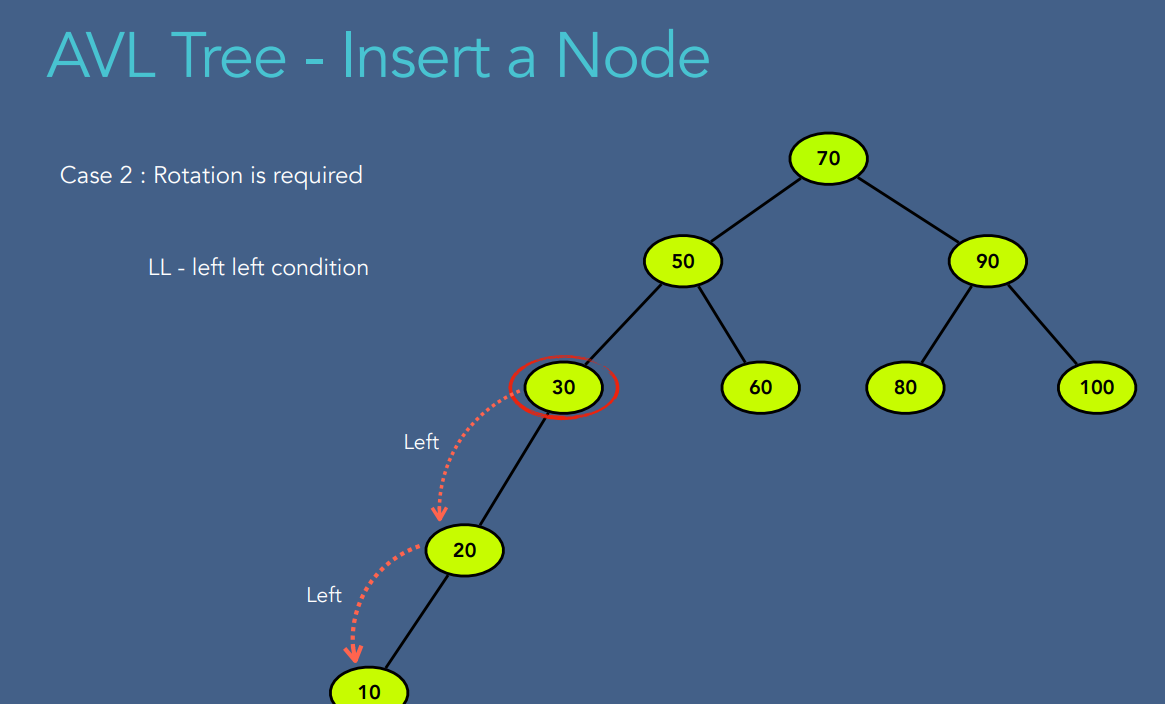 AVL Tree - Insert a Node
70
Case 2 : Rotation is required
50
90
LL - left left condition
30
60
80
100
Left
20
Left
10